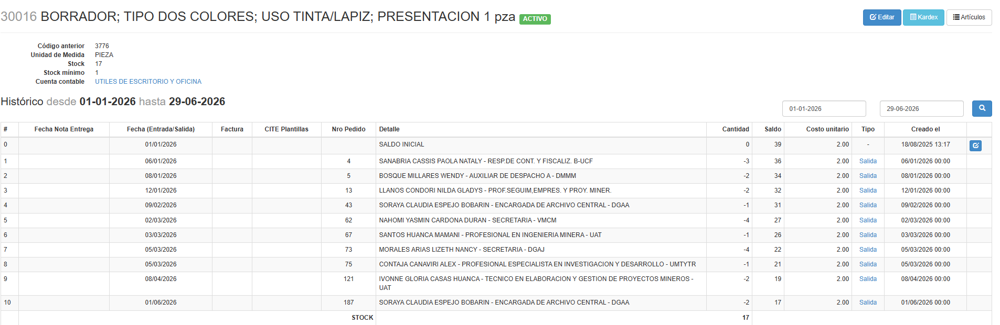 30016 BORRADOR; TIPO DOS COLORES; USO TINTA/LAPIZ; PRESENTACION 1 pza ACTIVO
Editar Kardex Artículos
Código anterior 3776
Unidad de Medida PIEZA
Stock 17
Stock mínimo 1
Cuenta contable UTILES DE ESCRITORIO Y OFICINA
Histórico desde 01-01-2026 hasta 29-06-2026
01-01-2026 29-06-2026
# Fecha Nota Entrega Fecha (Entrada/Salida) Factura CITE Plantillas Nro Pedido Detalle Cantidad Saldo Costo unitario Tipo Creado el
0 01/01/2026 SALDO INICIAL 0 39 2.00 - 18/08/2025 13:17
1 06/01/2026 4 SANABRIA CASSIS PAOLA NATALY - RESP.DE CONT. Y FISCALIZ. B-UCF -3 36 2.00 Salida 06/01/2026 00:00
2 08/01/2026 5 BOSQUE MILLARES WENDY - AUXILIAR DE DESPACHO A - DMMM -2 34 2.00 Salida 08/01/2026 00:00
3 12/01/2026 13 LLANOS CONDORI NILDA GLADYS - PROF.SEGUIM,EMPRES. Y PROY. MINER. -2 32 2.00 Salida 12/01/2026 00:00
4 09/02/2026 43 SORAYA CLAUDIA ESPEJO BOBARIN - ENCARGADA DE ARCHIVO CENTRAL - DGAA -1 31 2.00 Salida 09/02/2026 00:00
5 02/03/2026 62 NAHOMI YASMIN CARDONA DURAN - SECRETARIA - VMCM -4 27 2.00 Salida 02/03/2026 00:00
6 03/03/2026 67 SANTOS HUANCA MAMANI - PROFESIONAL EN INGENIERIA MINERA - UAT -1 26 2.00 Salida 03/03/2026 00:00
7 05/03/2026 73 MORALES ARIAS LIZETH NANCY - SECRETARIA - DGAJ -4 22 2.00 Salida 05/03/2026 00:00
8 05/03/2026 75 CONTAJA CANAVIRI ALEX - PROFESIONAL ESPECIALISTA EN INVESTIGACION Y DESARROLLO - UMTYTR -1 21 2.00 Salida 05/03/2026 00:00
9 08/04/2026 121 IVONNE GLORIA CASAS HUANCA - TECNICO EN ELABORACION Y GESTION DE PROYECTOS MINEROS - -2 19 2.00 Salida 08/04/2026 00:00
UAT
10 01/06/2026 187 SORAYA CLAUDIA ESPEJO BOBARIN - ENCARGADA DE ARCHIVO CENTRAL - DGAA -2 17 2.00 Salida 01/06/2026 00:00
STOCK 17